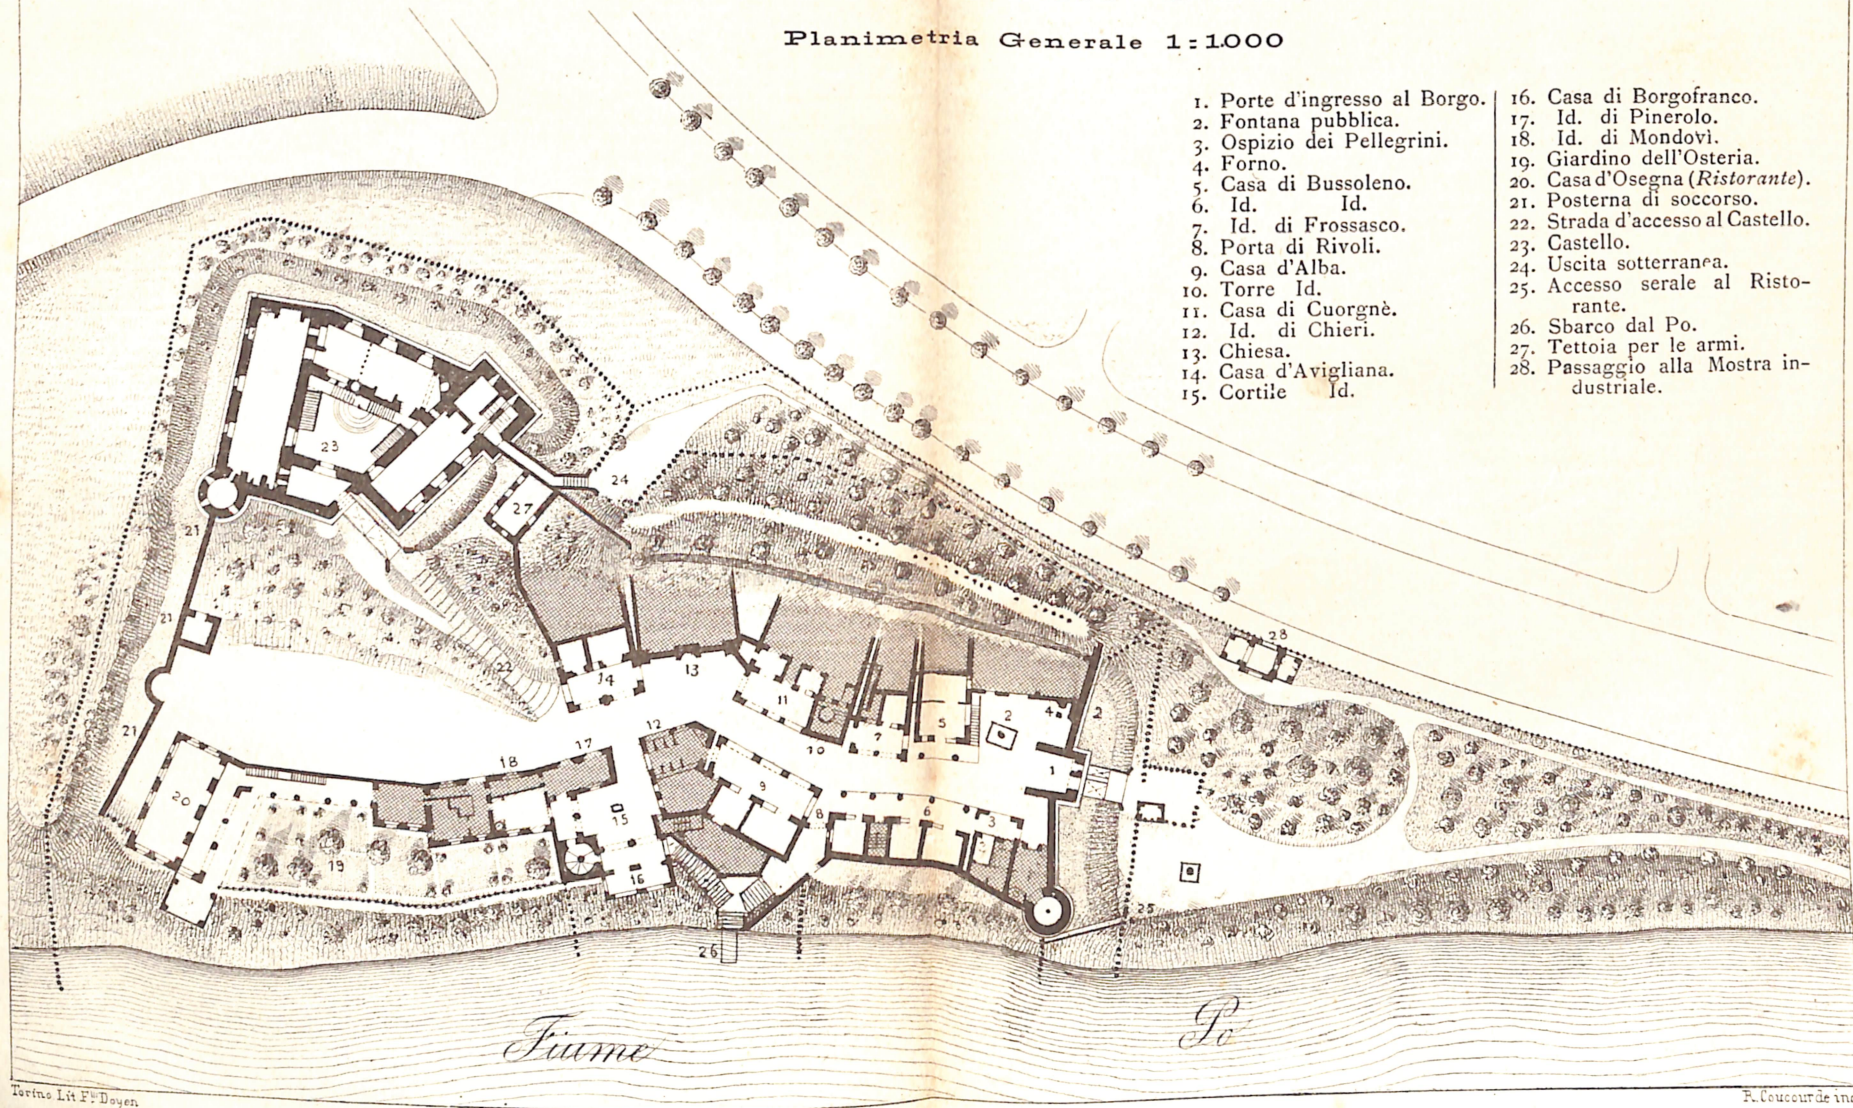 Planimetria Generale 1:1.000
1. Porte d'ingresso al Borgo.
2. Fontana pubblica.
3. Ospizio dei Pellegrini.
4. Forno.
5. Casa di Bussoleno.
6. Id. Id.
7. Id. di Frossasco.
8. Porta di Rivoli.
9. Casa d'Alba.
10. Torre Id.
11. Casa di Cuorgnè.
12. Id. di Chieri.
13. Chiesa.
14. Casa d'Avigliana.
15. Cortile Id.
16. Casa di Borgofranco.
17. Id. di Pinerolo.
18. Id. di Mondovì.
19. Giardino dell'Osteria.
20. Casa d'Osegna (Ristorante).
21. Posterna di soccorso.
22. Strada d'accesso al Castello.
23. Castello.
24. Uscita sotterranea.
25. Accesso serale al Risto-
rante.
26. Sbarco dal Po.
27. Tettoia per le armi.
28. Passaggio alla Mostra in-
dustriale.
23
24
27
21
21
22
14
13
28
11
5
2
4
2
12
10
7
21
18
17
1
20
9
15
8
6
3
19
16
25
26
Fiume Po
Torino Lit. F.lli Doyen
R. Coucourde inc